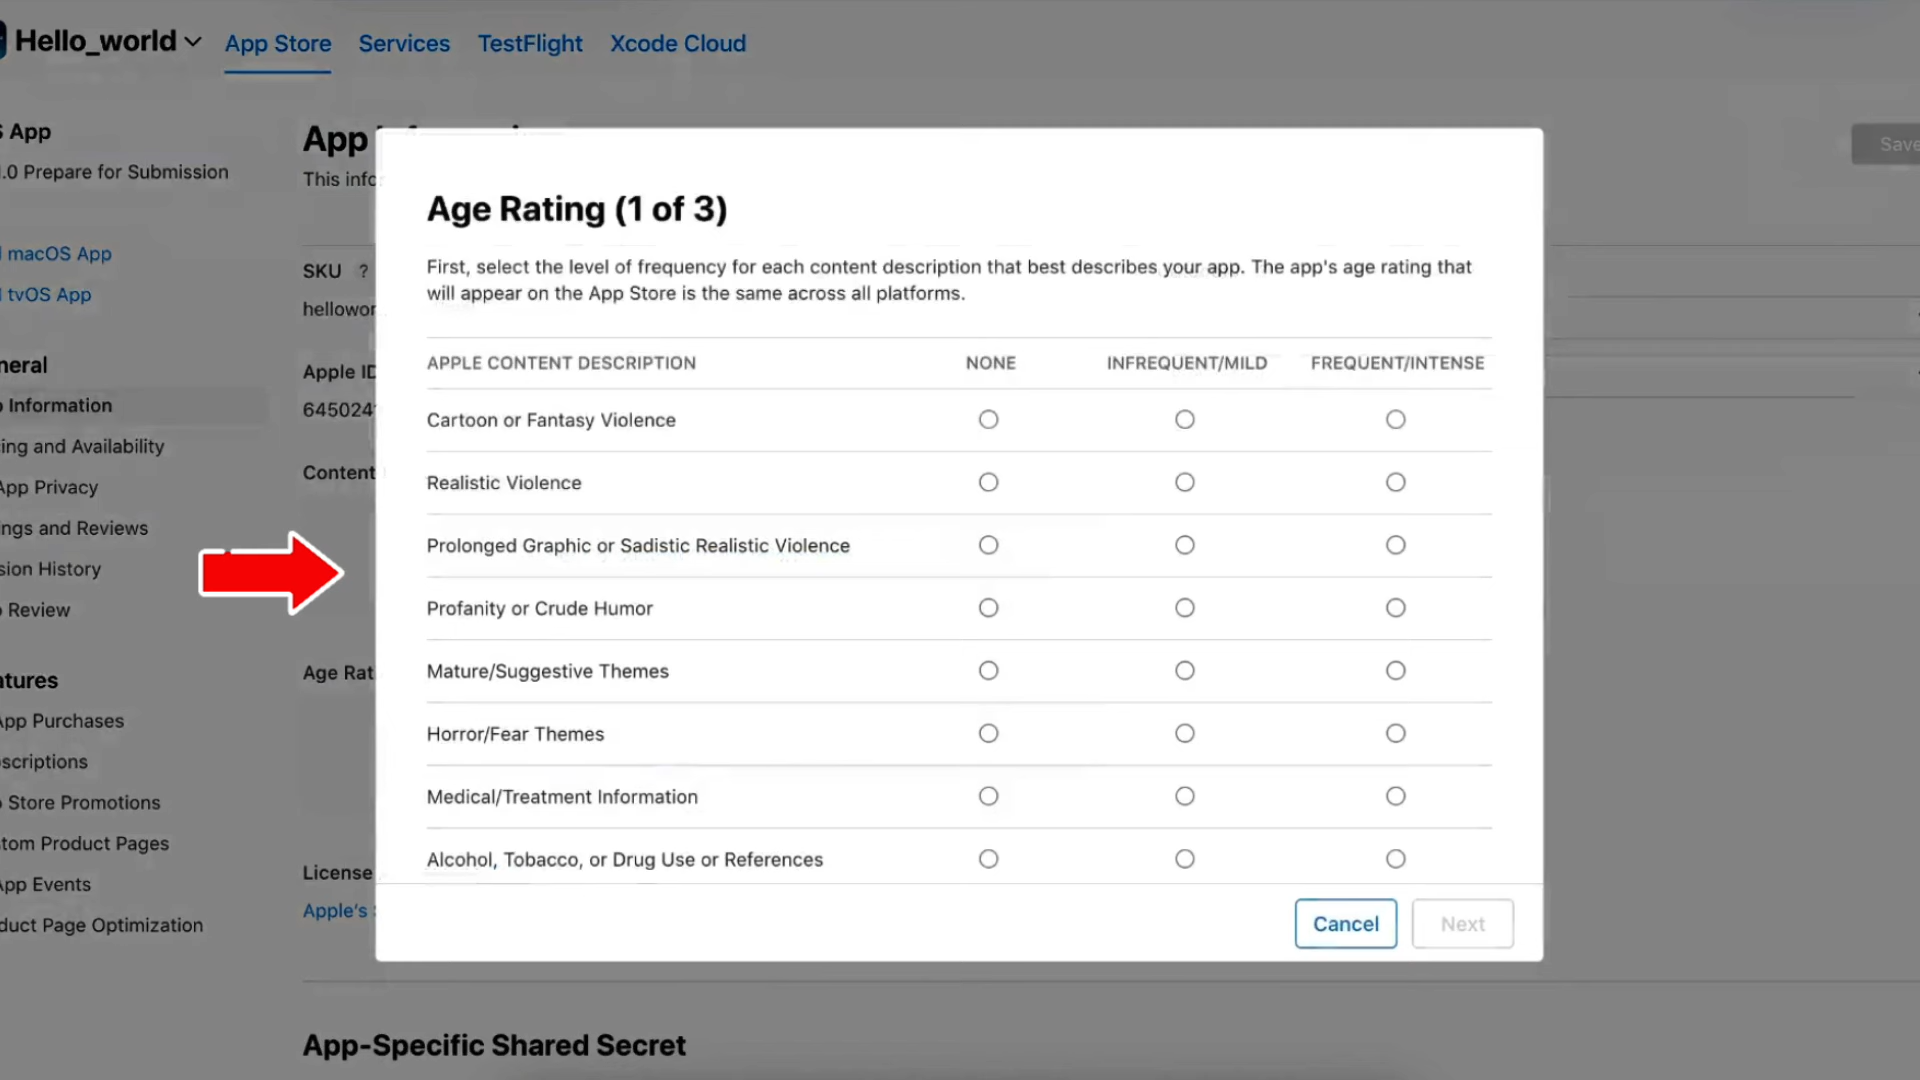 Hello_world
App Store
Services
TestFlight
Xcode Cloud
App
.0 Prepare for Submission
macOS App
tvOS App
neral
Information
ing and Availability
App Privacy
ngs and Reviews
sion History
Review
atures
App Purchases
scriptions
Store Promotions
tom Product Pages
App Events
duct Page Optimization
App
Save
This info
SKU ?
hellowor
Apple ID
645024
Content
Age Rat
License
Apple's
App-Specific Shared Secret
Age Rating (1 of 3)
First, select the level of frequency for each content description that best describes your app. The app's age rating that
will appear on the App Store is the same across all platforms.
APPLE CONTENT DESCRIPTION NONE INFREQUENT/MILD FREQUENT/INTENSE
Cartoon or Fantasy Violence
Realistic Violence
Prolonged Graphic or Sadistic Realistic Violence
Profanity or Crude Humor
Mature/Suggestive Themes
Horror/Fear Themes
Medical/Treatment Information
Alcohol, Tobacco, or Drug Use or References
Cancel
Next